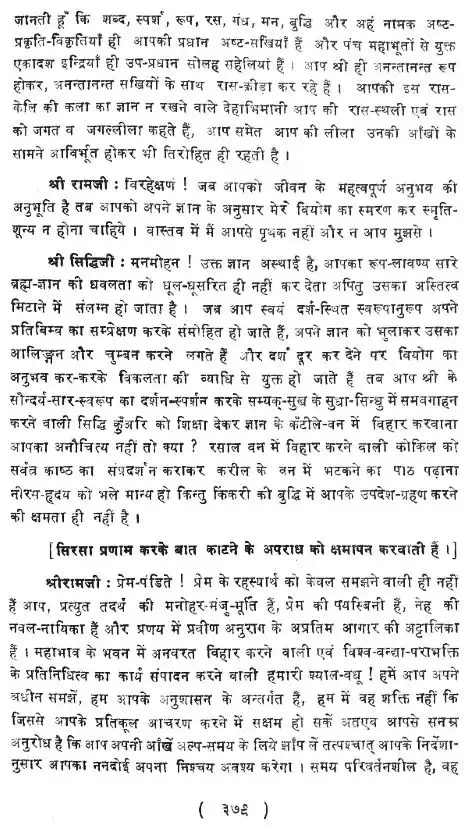 जानती हूँ कि शब्द, स्पर्श, रूप, रस, गंध, मन, बुद्धि और अहं नामक अष्ट-
प्रकृति-विकृतियाँ ही आपकी प्रधान अष्ट-सखियाँ हैं और पंच महाभूतों से युक्त
एकादश इन्द्रियाँ ही उप-प्रधान सोलह सहेलियाँ हैं । आप श्री ही अनन्तानन्त रूप
होकर, अनन्तानन्त सखियों के साथ रास-क्रीड़ा कर रहे हैं । आपकी इस रास-
केलि की कला का ज्ञान न रखने वाले देहाभिमानी आप की रास-स्थली एवं रास
को जगत व जगल्लीला कहते हैं, आप समेत आप की लीला उनकी आँखों के
सामने आविर्भूत होकर भी तिरोहित ही रहती है ।
श्री रामजी : विरहेक्षणं ! जब आपको जीवन के महत्वपूर्ण अनुभव की
अनुभूति है तब आपको अपने ज्ञान के अनुसार मेरे वियोग का स्मरण कर स्मृति-
शून्य न होना चाहिये । वास्तव में मैं आपसे पृथक नहीं और न आप मुझसे ।
श्री सिद्धिजी : मनमोहन ! उक्त ज्ञान अस्थाई है, आपका रूप-लावण्य सारे
ब्रह्म-ज्ञान की धवलता को धूल-धूसरित ही नहीं कर देता अपितु उसका अस्तित्व
मिटाने में संलग्न हो जाता है । जब आप स्वयं दर्श-स्थित स्वरूपानुरूप अपने
प्रतिबिम्ब का सम्प्रेक्षण करके संमोहित हो जाते हैं, अपने ज्ञान को भुलाकर उसका
आलिङ्गन और चुम्बन करने लगते हैं और दर्श दूर कर देने पर वियोग का
अनुभव कर-करके विकलता की व्याधि से युक्त हो जाते हैं तब आप श्री के
सौन्दर्य-सार-स्वरूप का दर्शन-स्पर्शन करके सम्यक्-सुख के सुधा-सिन्धु में समवगाहन
करने वाली सिद्धि कुँअरि को शिक्षा देकर ज्ञान के कँटीले-वन में विहार करवाना
आपका अनौचित्य नहीं तो क्या ? रसाल वन में विहार करने वाली कोकिल को
सर्वत्र काष्ठ का संप्रदर्शन कराकर करील के वन में भटकने का पाठ पढ़ाना
नीरस-हृदय को भले मान्य हो किन्तु किंकरी की बुद्धि में आपके उपदेश-ग्रहण करने
की क्षमता ही नहीं है ।
[सिरसा प्रणाम करके बात काटने के अपराध को क्षमापन करवाती हैं ।]
श्रीरामजी : प्रेम-पंडिते ! प्रेम के रहस्यार्थ को केवल समझने वाली ही नहीं
हैं आप, प्रत्युत तदर्थ की मनोहर-मंजु-मूर्ति हैं, प्रेम की पयस्विनी हैं, नेह की
नवल-नायिका हैं और प्रणय में प्रवीण अनुराग के अप्रतिम आगार की अट्टालिका
हैं । महाभाव के भवन में अनवरत विहार करने वाली एवं विश्व-वन्द्या-पराभक्ति
के प्रतिनिधित्व का कार्य संपादन करने वाली हमारी श्याल-वधू ! हमें आप अपने
अधीन समझें, हम आपके अनुशासन के अन्तर्गत हैं, हम में वह शक्ति नहीं कि
जिससे आपके प्रतिकूल आचरण करने में सक्षम हो सकें अतएव आपसे सनम्र
अनुरोध है कि आप अपनी आँखें अल्प-समय के लिये झाँप लें तत्पश्चात् आपके निर्देशा-
नुसार आपका ननदोई अपना निश्चय अवश्य करेगा । समय परिवर्तनशील है, वह
( ३७९ )